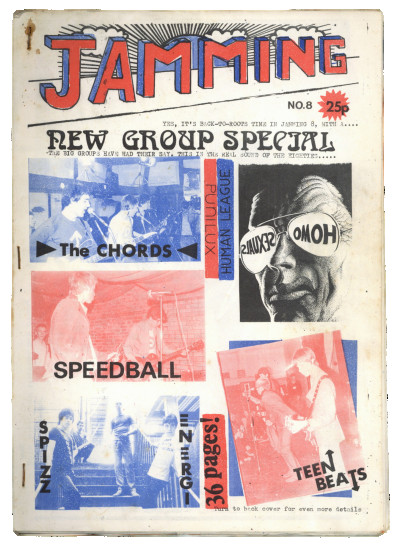 JAMMING
NO.8
25p
YES, IT'S BACK-TO-ROOTS TIME IN JAMMING 8, WITH A....
NEW GROUP SPECIAL
-THE BIG GROUPS HAVE HAD THEIR SAY, THIS IS THE REAL SOUND OF THE EIGHTIES.....
The CHORDS
PUNILUX
HUMAN LEAGUE
HOMO
SEXUALS
SPEEDBALL
SPIZZ
ENERGI
36 pages!
TEEN
BEATS
Turn to back cover for even more details